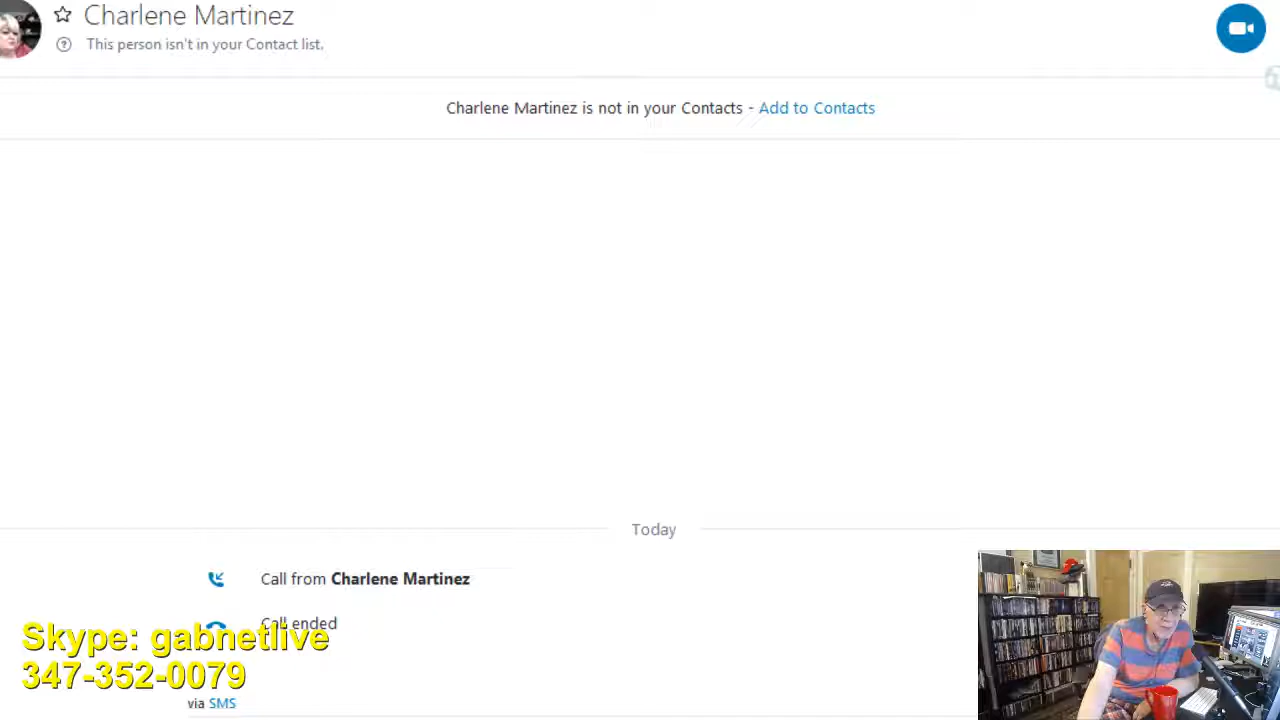 Charlene Martinez
This person isn't in your Contact list.
Charlene Martinez is not in your Contacts - Add to Contacts
Today
Call from Charlene Martinez
Call ended
Skype: gabnetlive
347-352-0079
via SMS